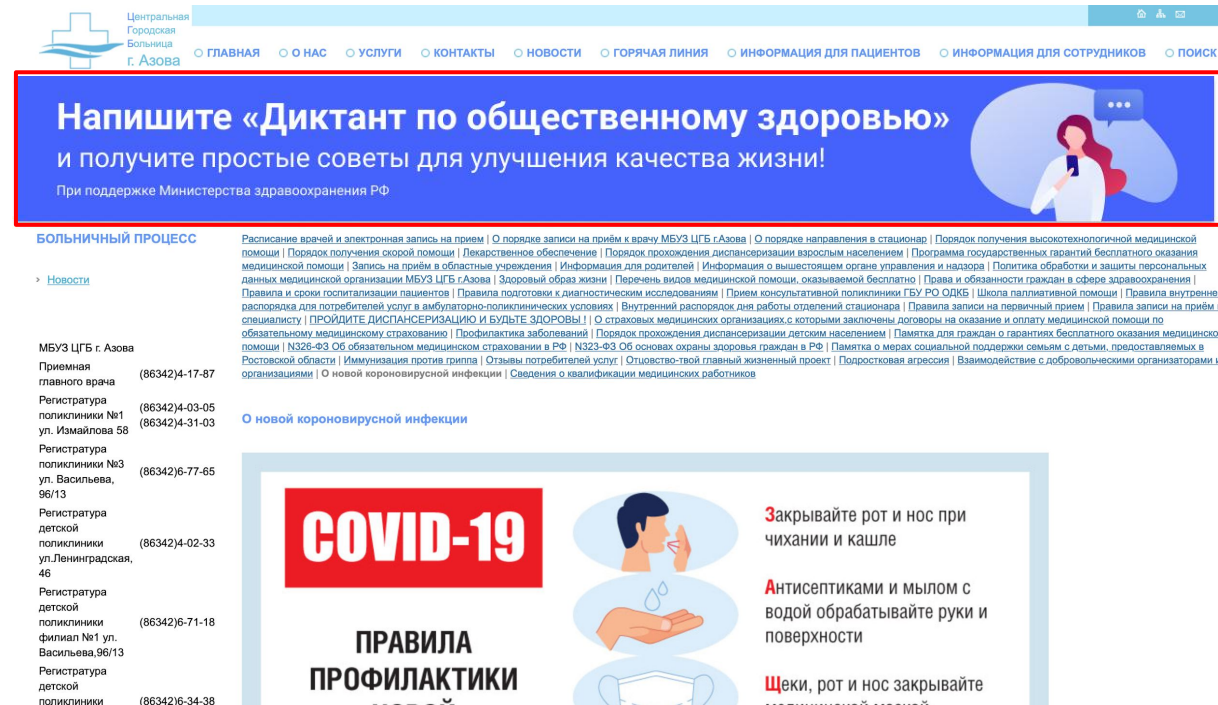 Центральная
Городская
Больница
г. Азова
ГЛАВНАЯ О НАС УСЛУГИ КОНТАКТЫ НОВОСТИ ГОРЯЧАЯ ЛИНИЯ ИНФОРМАЦИЯ ДЛЯ ПАЦИЕНТОВ ИНФОРМАЦИЯ ДЛЯ СОТРУДНИКОВ ПОИСК
Напишите «Диктант по общественному здоровью»
и получите простые советы для улучшения качества жизни!
При поддержке Министерства здравоохранения РФ
БОЛЬНИЧНЫЙ ПРОЦЕСС
Новости
МБУЗ ЦГБ г. Азова
Приемная
главного врача (86342)4-17-87
Регистратура
поликлиники №1 (86342)4-03-05
ул. Измайлова 58 (86342)4-31-03
Регистратура
поликлиники №3 (86342)6-77-65
ул. Васильева,
96/13
Регистратура
детской
поликлиники (86342)4-02-33
ул.Ленинградская,
46
Регистратура
детской
поликлиники (86342)6-71-18
филиал №1 ул.
Васильева,96/13
Регистратура
детской
поликлиники (86342)6-34-38
Расписание врачей и электронная запись на прием | О порядке записи на приём к врачу МБУЗ ЦГБ г.Азова | О порядке направления в стационар | Порядок получения высокотехнологичной медицинской
помощи | Порядок получения скорой помощи | Лекарственное обеспечение | Порядок прохождения диспансеризации взрослым населением | Программа государственных гарантий бесплатного оказания
медицинской помощи | Запись на приём в областные учреждения | Информация для родителей | Информация о вышестоящем органе управления и надзора | Политика обработки и защиты персональных
данных медицинской организации МБУЗ ЦГБ г.Азова | Здоровый образ жизни | Перечень видов медицинской помощи, оказываемой бесплатно | Права и обязанности граждан в сфере здравоохранения |
Правила и сроки госпитализации пациентов | Правила подготовки к диагностическим исследованиям | Прием консультативной поликлиники ГБУ РО ОДКБ | Школа паллиативной помощи | Правила внутренне
распорядка для потребителей услуг в амбулаторно-поликлинических условиях | Внутренний распорядок дня работы отделений стационара | Правила записи на первичный прием | Правила записи на приём
специалисту | ПРОЙДИТЕ ДИСПАНСЕРИЗАЦИЮ И БУДЬТЕ ЗДОРОВЫ ! | О страховых медицинских организациях,с которыми заключены договоры на оказание и оплату медицинской помощи по
обязательному медицинскому страхованию | Профилактика заболеваний | Порядок прохождения диспансеризации детским населением | Памятка для граждан о гарантиях бесплатного оказания медицинско
помощи | N326-ФЗ Об обязательном медицинском страховании в РФ | N323-ФЗ Об основах охраны здоровья граждан в РФ | Памятка о мерах социальной поддержки семьям с детьми, предоставляемых в
Ростовской области | Иммунизация против гриппа | Отзывы потребителей услуг | Отцовство-твой главный жизненный проект | Подростковая агрессия | Взаимодействие с добровольческими организаторами и
организациями | О новой короновирусной инфекции | Сведения о квалификации медицинских работников
О новой короновирусной инфекции
COVID-19
ПРАВИЛА
ПРОФИЛАКТИКИ
Закрывайте рот и нос при
чихании и кашле
Антисептиками и мылом с
водой обрабатывайте руки и
поверхности
Щеки, рот и нос закрывайте